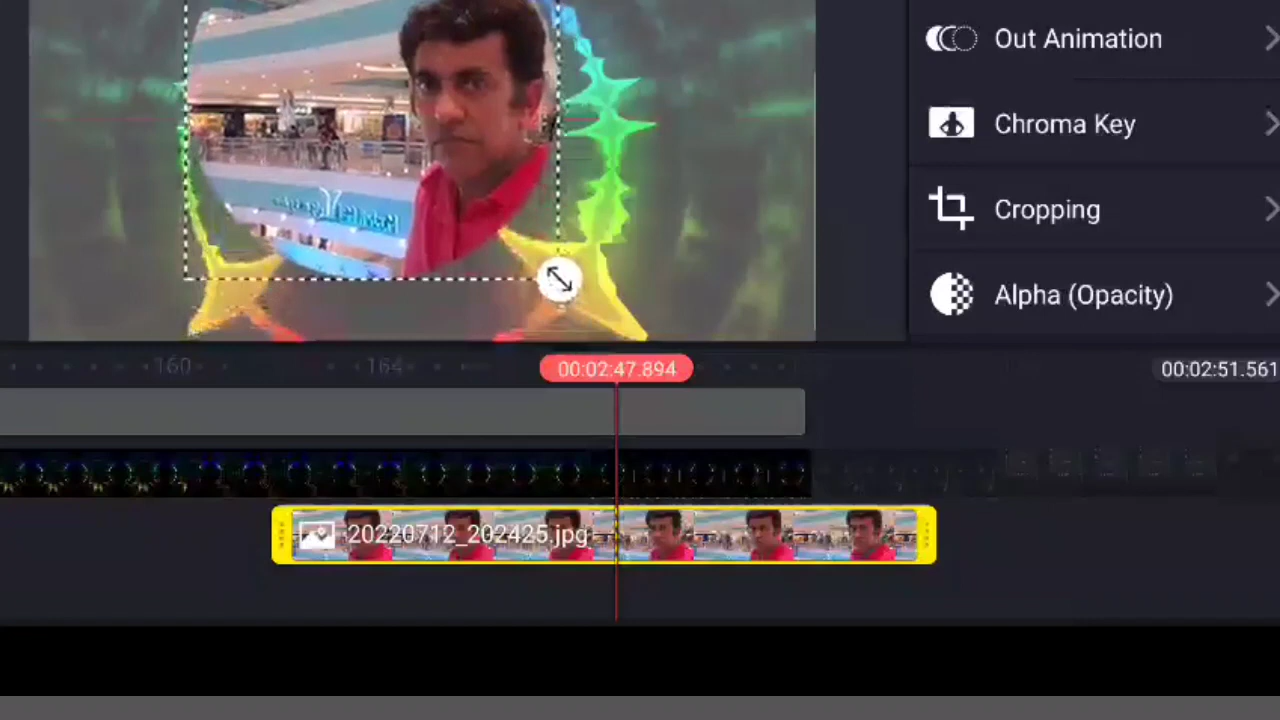 Out Animation
Chroma Key
Cropping
Alpha (Opacity)
160
164
00:02:47.894
00:02:51.561
20220712_202425.jpg